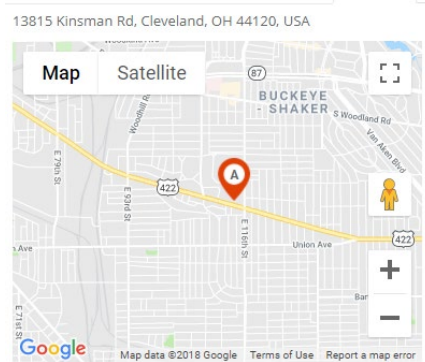 13815 Kinsman Rd, Cleveland, OH 44120, USA
Map
Satellite
87
BUCKEYE
- SHAKER
S Woodland Rd
Woodhill R
Van Aken Blvd
A
E 79th St
422
E 93rd St
E 116th St
Union Ave
422
n Ave
+
Bar
−
E 71st St
Google
Map data ©2018 Google
Terms of Use
Report a map error